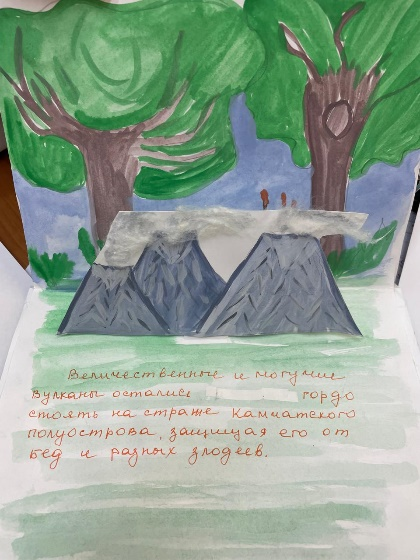 Величественные и могучие
вулканы остались гордо
стоять на страже Камчатского
полуострова, защищая его от
бед и разных злодеев.